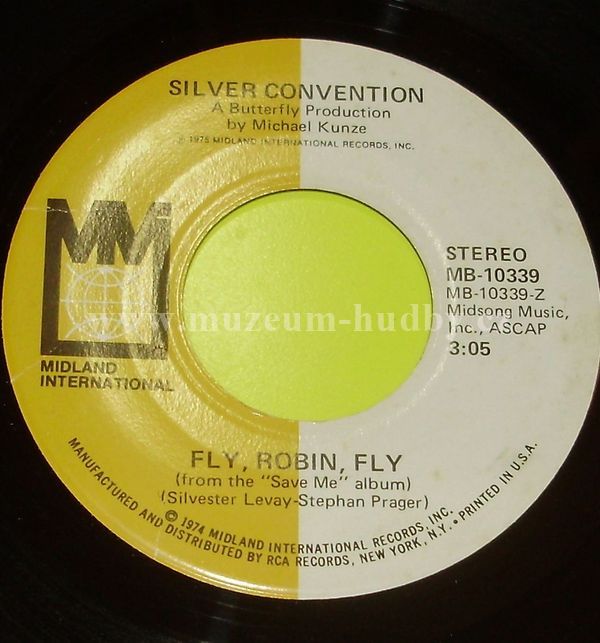 SILVER CONVENTION
A Butterfly Production
by Michael Kunze
℗ 1975 MIDLAND INTERNATIONAL RECORDS, INC.
MMI
MIDLAND
INTERNATIONAL
STEREO
MB-10339
MB-10339-Z
Midsong Music,
Inc., ASCAP
3:05
www.muzeum-hudby.c
FLY, ROBIN, FLY
(from the "Save Me" album)
(Silvester Levay-Stephan Prager)
© 1974 MIDLAND INTERNATIONAL RECORDS, INC.
MANUFACTURED AND DISTRIBUTED BY RCA RECORDS, NEW YORK, N.Y. • PRINTED IN U.S.A.